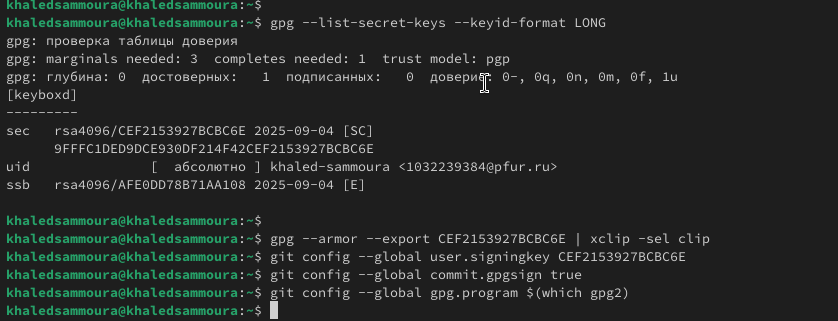 khaledsammoura@khaledsammoura:~$
khaledsammoura@khaledsammoura:~$ gpg --list-secret-keys --keyid-format LONG
gpg: проверка таблицы доверия
gpg: marginals needed: 3  completes needed: 1  trust model: pgp
gpg: глубина: 0  достоверных:   1  подписанных:   0  доверие: 0-, 0q, 0n, 0m, 0f, 1u
[keyboxd]
---------
sec   rsa4096/CEF2153927BCBC6E 2025-09-04 [SC]
      9FFFC1DED9DCE930DF214F42CEF2153927BCBC6E
uid                 [  абсолютно ] khaled-sammoura <1032239384@pfur.ru>
ssb   rsa4096/AFE0DD78B71AA108 2025-09-04 [E]
khaledsammoura@khaledsammoura:~$
khaledsammoura@khaledsammoura:~$ gpg --armor --export CEF2153927BCBC6E | xclip -sel clip
khaledsammoura@khaledsammoura:~$ git config --global user.signingkey CEF2153927BCBC6E
khaledsammoura@khaledsammoura:~$ git config --global commit.gpgsign true
khaledsammoura@khaledsammoura:~$ git config --global gpg.program $(which gpg2)
khaledsammoura@khaledsammoura:~$